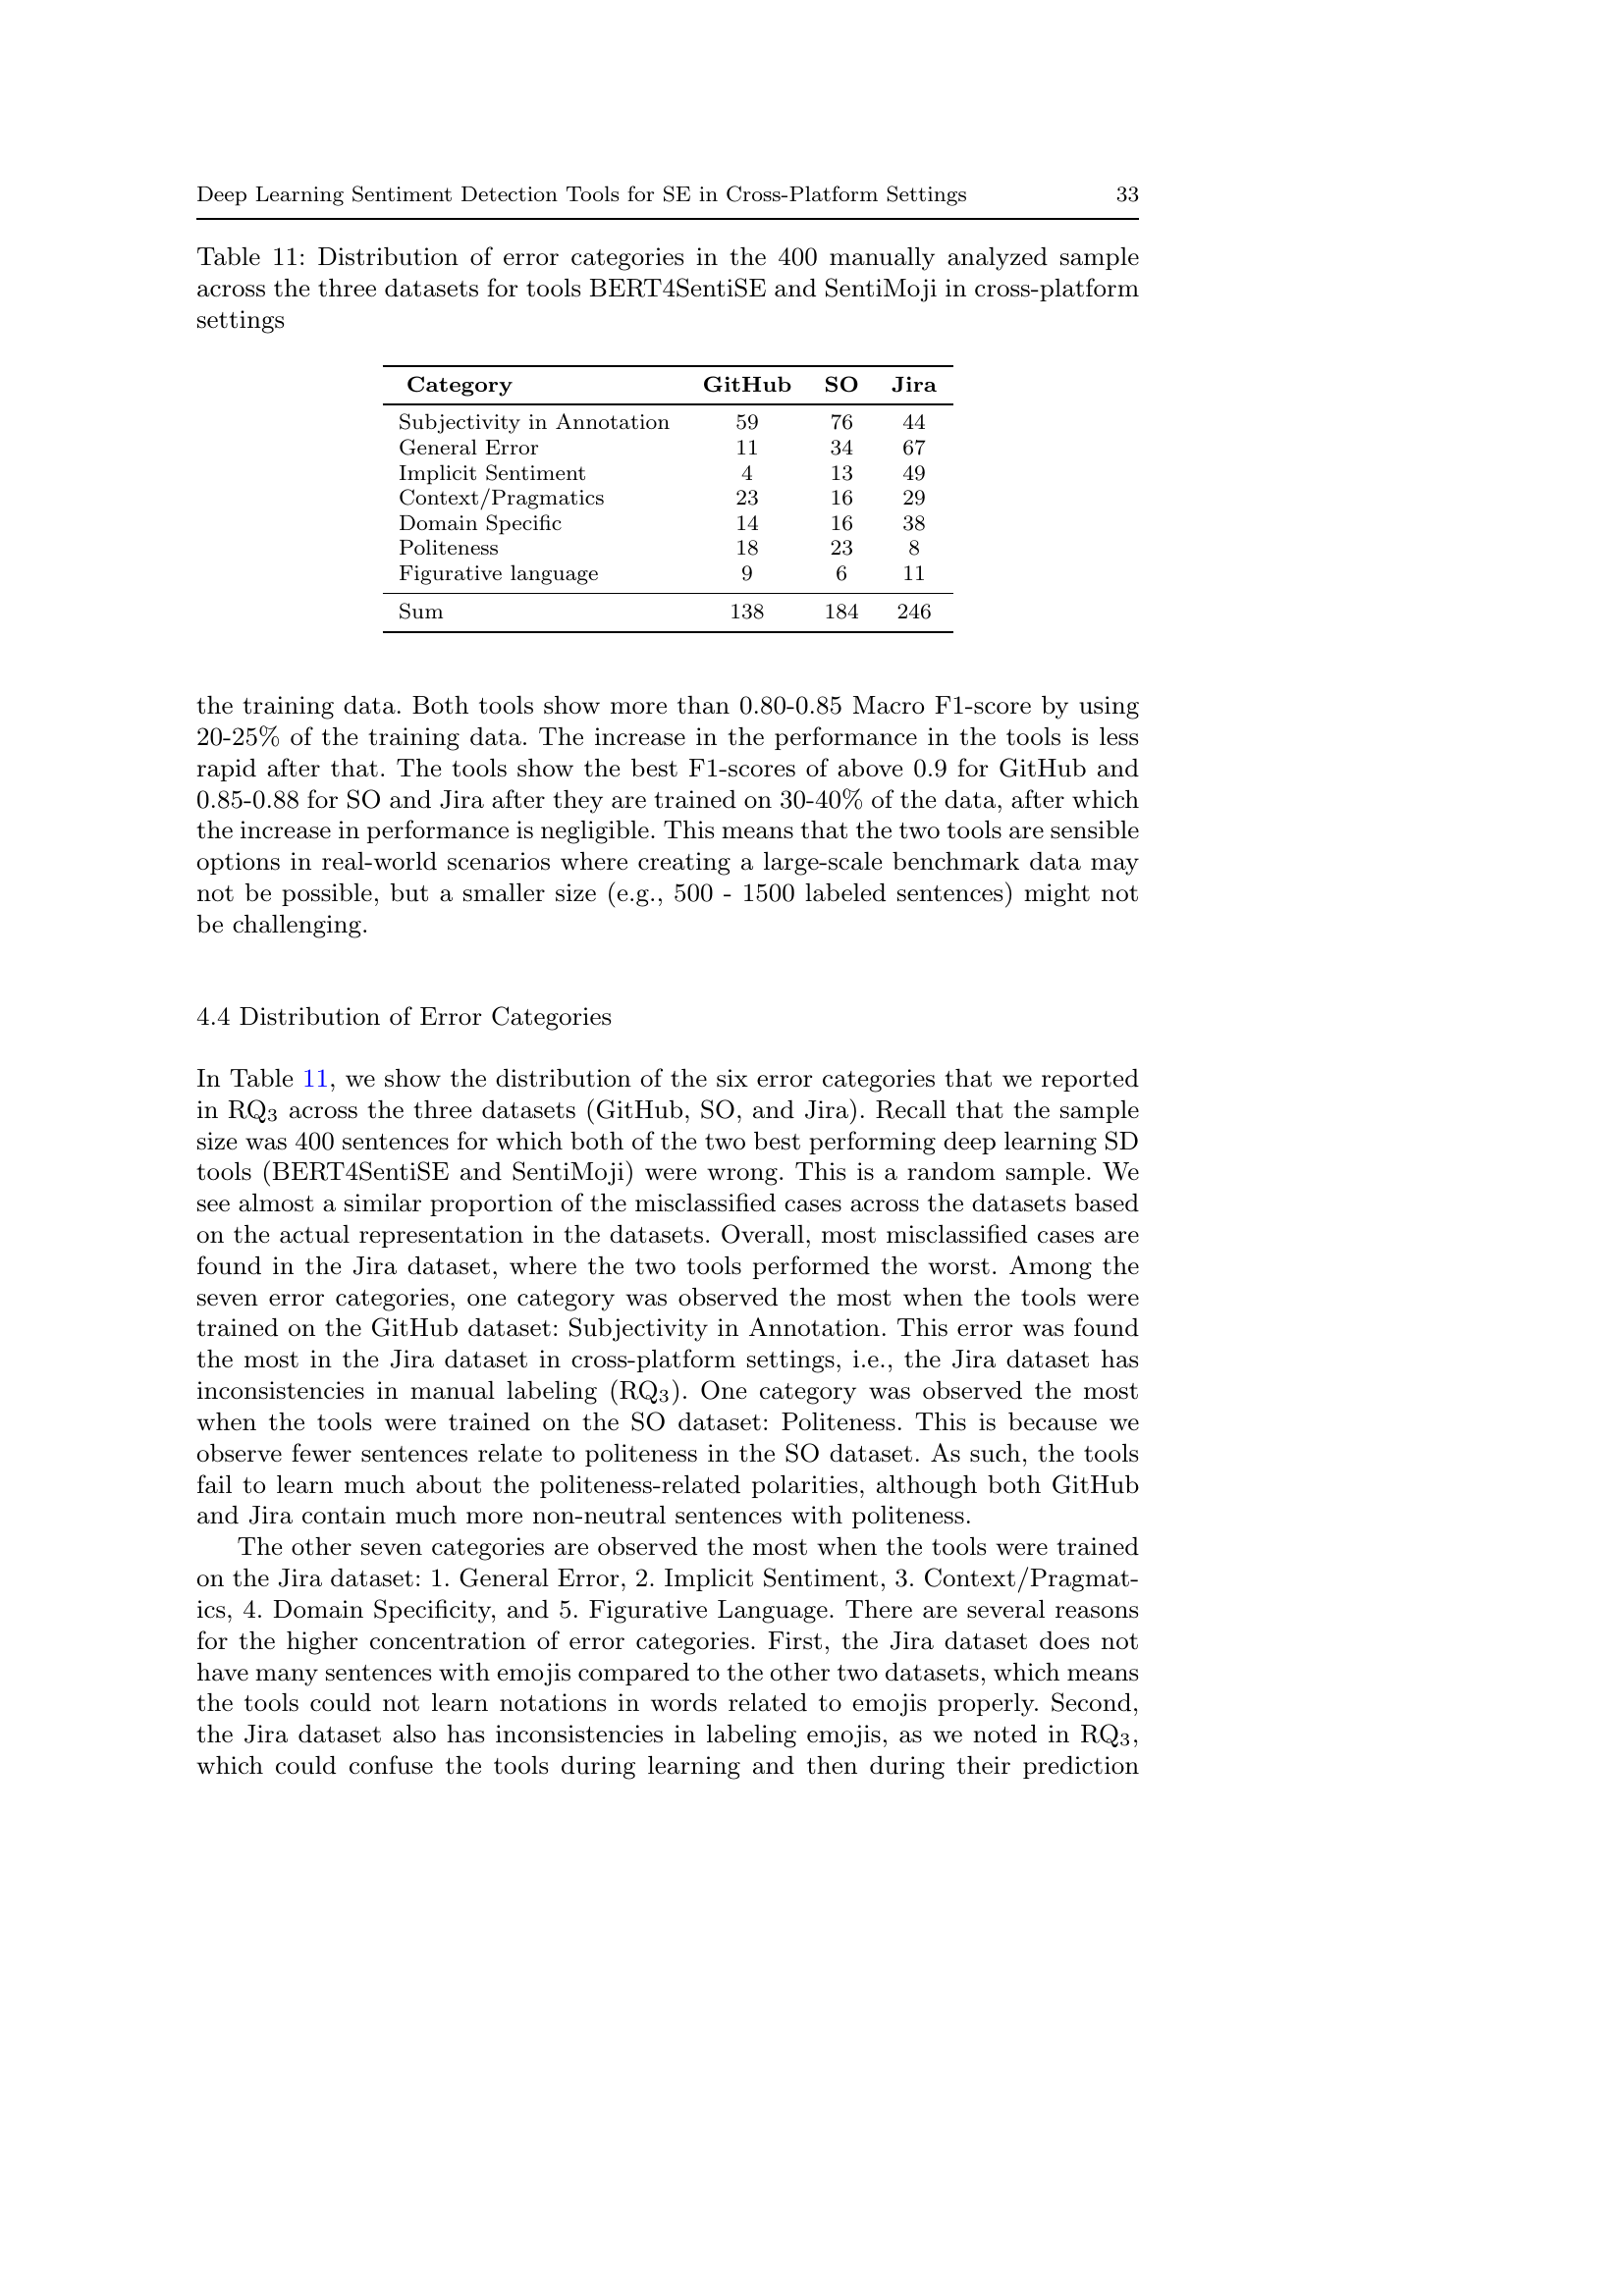 Deep Learning Sentiment Detection Tools for SE in Cross-Platform Settings 33
Table 11: Distribution of error categories in the 400 manually analyzed sample
across the three datasets for tools BERT4SentiSE and SentiMoji in cross-platform
settings
Category GitHub SO Jira
Subjectivity in Annotation 59 76 44
General Error 11 34 67
Implicit Sentiment 4 13 49
Context/Pragmatics 23 16 29
Domain Specific 14 16 38
Politeness 18 23 8
Figurative language 9 6 11
Sum 138 184 246
the training data. Both tools show more than 0.80-0.85 Macro F1-score by using
20-25% of the training data. The increase in the performance in the tools is less
rapid after that. The tools show the best F1-scores of above 0.9 for GitHub and
0.85-0.88 for SO and Jira after they are trained on 30-40% of the data, after which
the increase in performance is negligible. This means that the two tools are sensible
options in real-world scenarios where creating a large-scale benchmark data may
not be possible, but a smaller size (e.g., 500 - 1500 labeled sentences) might not
be challenging.
4.4 Distribution of Error Categories
In Table 11, we show the distribution of the six error categories that we reported
in RQ3 across the three datasets (GitHub, SO, and Jira). Recall that the sample
size was 400 sentences for which both of the two best performing deep learning SD
tools (BERT4SentiSE and SentiMoji) were wrong. This is a random sample. We
see almost a similar proportion of the misclassified cases across the datasets based
on the actual representation in the datasets. Overall, most misclassified cases are
found in the Jira dataset, where the two tools performed the worst. Among the
seven error categories, one category was observed the most when the tools were
trained on the GitHub dataset: Subjectivity in Annotation. This error was found
the most in the Jira dataset in cross-platform settings, i.e., the Jira dataset has
inconsistencies in manual labeling (RQ3). One category was observed the most
when the tools were trained on the SO dataset: Politeness. This is because we
observe fewer sentences relate to politeness in the SO dataset. As such, the tools
fail to learn much about the politeness-related polarities, although both GitHub
and Jira contain much more non-neutral sentences with politeness.
The other seven categories are observed the most when the tools were trained
on the Jira dataset: 1. General Error, 2. Implicit Sentiment, 3. Context/Pragmat-
ics, 4. Domain Specificity, and 5. Figurative Language. There are several reasons
for the higher concentration of error categories. First, the Jira dataset does not
have many sentences with emojis compared to the other two datasets, which means
the tools could not learn notations in words related to emojis properly. Second,
the Jira dataset also has inconsistencies in labeling emojis, as we noted in RQ3,
which could confuse the tools during learning and then during their prediction